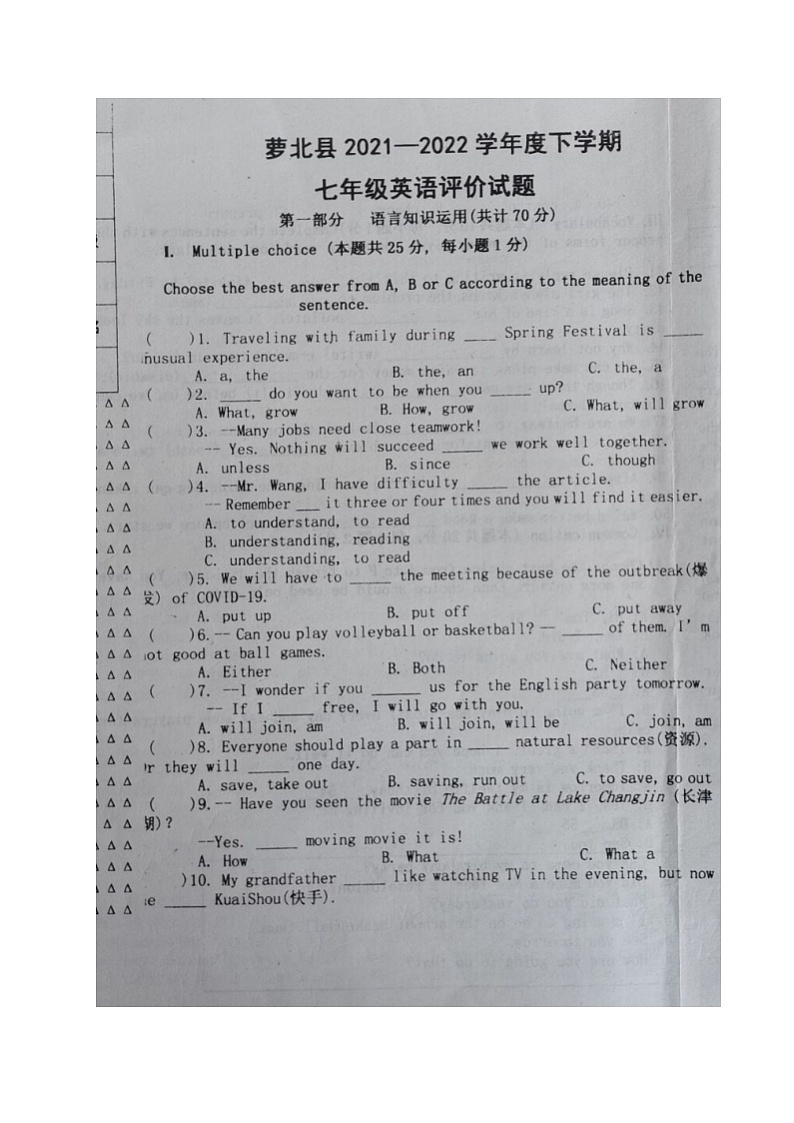 萝北县 2021—2022 学年度下学期
七年级英语评价试题
第一部分 语言知识运用(共计 70 分)
I. Multiple choice (本题共 25 分, 每小题 1 分)
Choose the best answer from A, B or C according to the meaning of the
sentence.
( )1. Traveling with family during ____ Spring Festival is _____
unusual experience.
A. a, the B. the, an C. the, a
( )2. _____ do you want to be when you _____ up?
A. What, grow B. How, grow C. What, will grow
( )3. --Many jobs need close teamwork!
-- Yes. Nothing will succeed _____ we work well together.
A. unless B. since C. though
( )4. --Mr. Wang, I have difficulty _____ the article.
-- Remember ___ it three or four times and you will find it easier.
A. to understand, to read
B. understanding, reading
C. understanding, to read
( )5. We will have to _____ the meeting because of the outbreak(爆
发) of COVID-19.
A. put up B. put off C. put away
( )6. -- Can you play volleyball or basketball? -- _____ of them. I'm
not good at ball games.
A. Either B. Both C. Neither
( )7. --I wonder if you ______ us for the English party tomorrow.
-- If I _____ free, I will go with you.
A. will join, am B. will join, will be C. join, am
( )8. Everyone should play a part in _____ natural resources(资源).
or they will _____ one day.
A. save, take out B. saving, run out C. to save, go out
( )9. -- Have you seen the movie The Battle at Lake Changjin (长津
湖)?
--Yes. _____ moving movie it is!
A. How B. What C. What a
)10. My grandfather _____ like watching TV in the evening, but now
he _____ KuaiShou(快手).